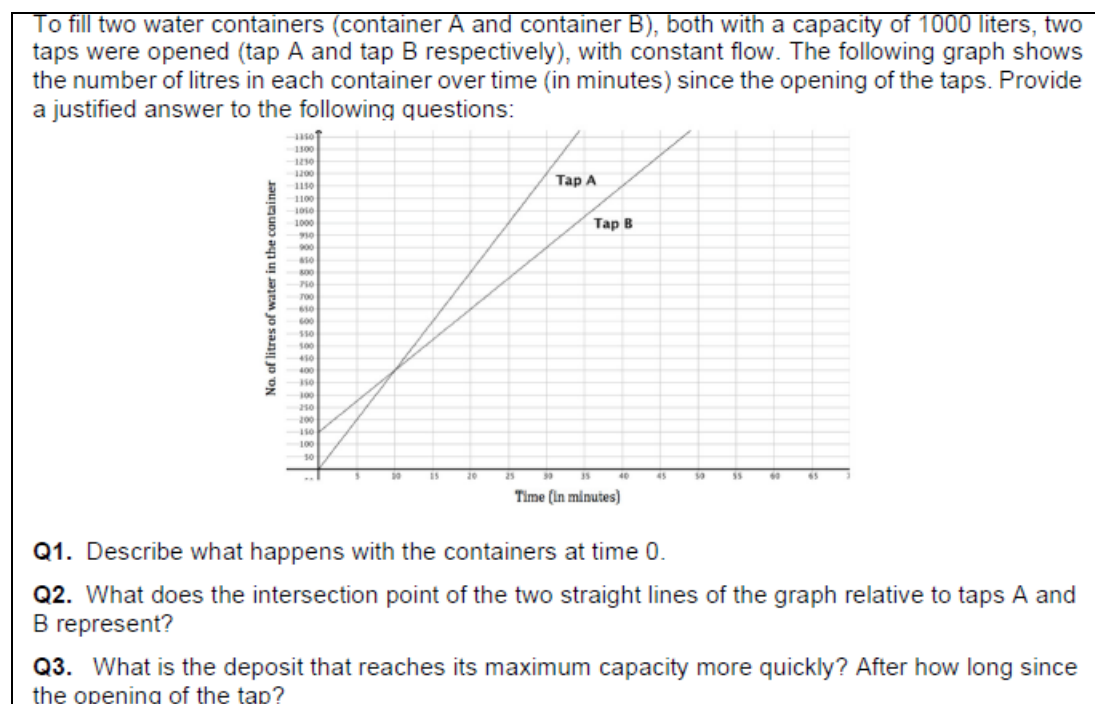 To fill two water containers (container A and container B), both with a capacity of 1000 liters, two
taps were opened (tap A and tap B respectively), with constant flow. The following graph shows
the number of litres in each container over time (in minutes) since the opening of the taps. Provide
a justified answer to the following questions:
1350
1300
1250
1200
1150
1100
1050
1000
950
900
850
800
750
700
650
600
550
500
450
400
350
300
250
200
150
100
50
No. of litres of water in the container
Tap A
Tap B
5 10 15 20 25 30 35 40 45 50 55 60 65
Time (in minutes)
Q1. Describe what happens with the containers at time 0.
Q2. What does the intersection point of the two straight lines of the graph relative to taps A and
B represent?
Q3. What is the deposit that reaches its maximum capacity more quickly? After how long since
the opening of the tap?